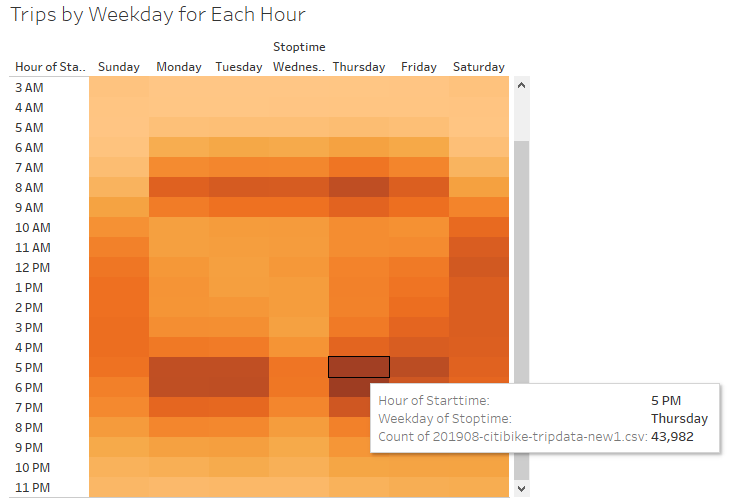 Trips by Weekday for Each Hour
Stoptime
Hour of Sta.. Sunday Monday Tuesday Wednes.. Thursday Friday Saturday
3 AM
4 AM
5 AM
6 AM
7 AM
8 AM
9 AM
10 AM
11 AM
12 PM
1 PM
2 PM
3 PM
4 PM
5 PM
6 PM
7 PM
8 PM
9 PM
10 PM
11 PM
Hour of Starttime: 5 PM
Weekday of Stoptime: Thursday
Count of 201908-citibike-tripdata-new1.csv: 43,982